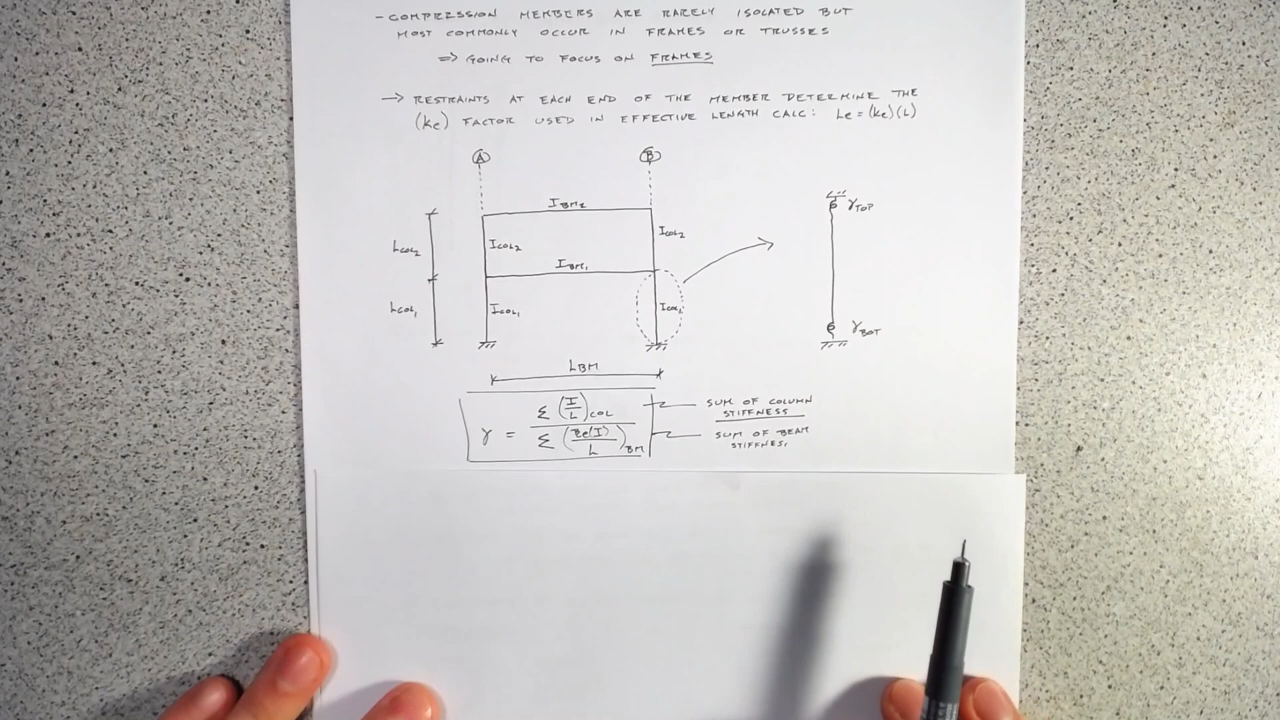 - COMPRESSION MEMBERS ARE RARELY ISOLATED BUT
MOST COMMONLY OCCUR IN FRAMES OR TRUSSES
=> GOING TO FOCUS ON FRAMES
-> RESTRAINTS AT EACH END OF THE MEMBER DETERMINE THE
(ke) FACTOR USED IN EFFECTIVE LENGTH CALC: Le = (ke)(L)
A B
IBM2
γTOP
LCOL2 ICOL2 ICOL2
IBM1
LCOL1 ICOL1 ICOL1
γBOT
LBM
γ = Σ (I/L)COL / Σ (Be(I)/L)BM
SUM OF COLUMN
STIFFNESS
SUM OF BEAM
STIFFNESS